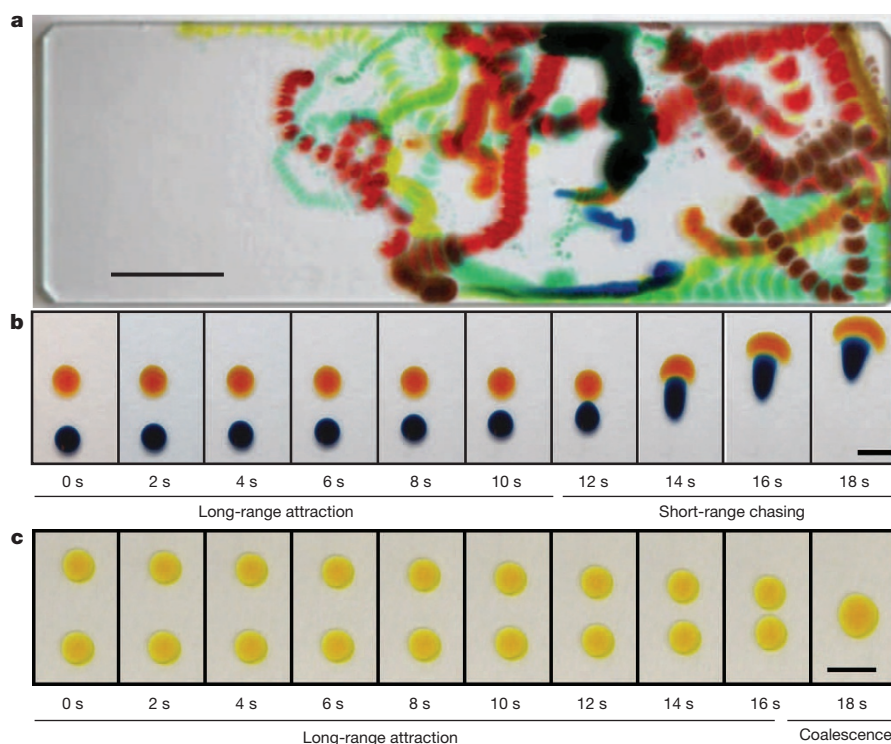 a
b
0 s 2 s 4 s 6 s 8 s 10 s 12 s 14 s 16 s 18 s
Long-range attraction Short-range chasing
c
0 s 2 s 4 s 6 s 8 s 10 s 12 s 14 s 16 s 18 s
Long-range attraction Coalescence